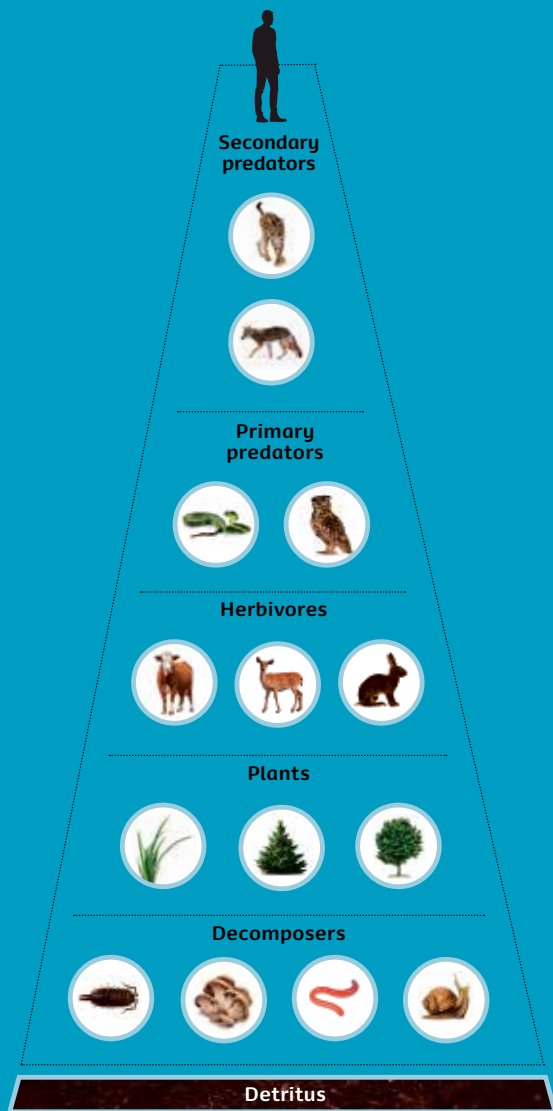 Secondary
predators
Primary
predators
Herbivores
Plants
Decomposers
Detritus